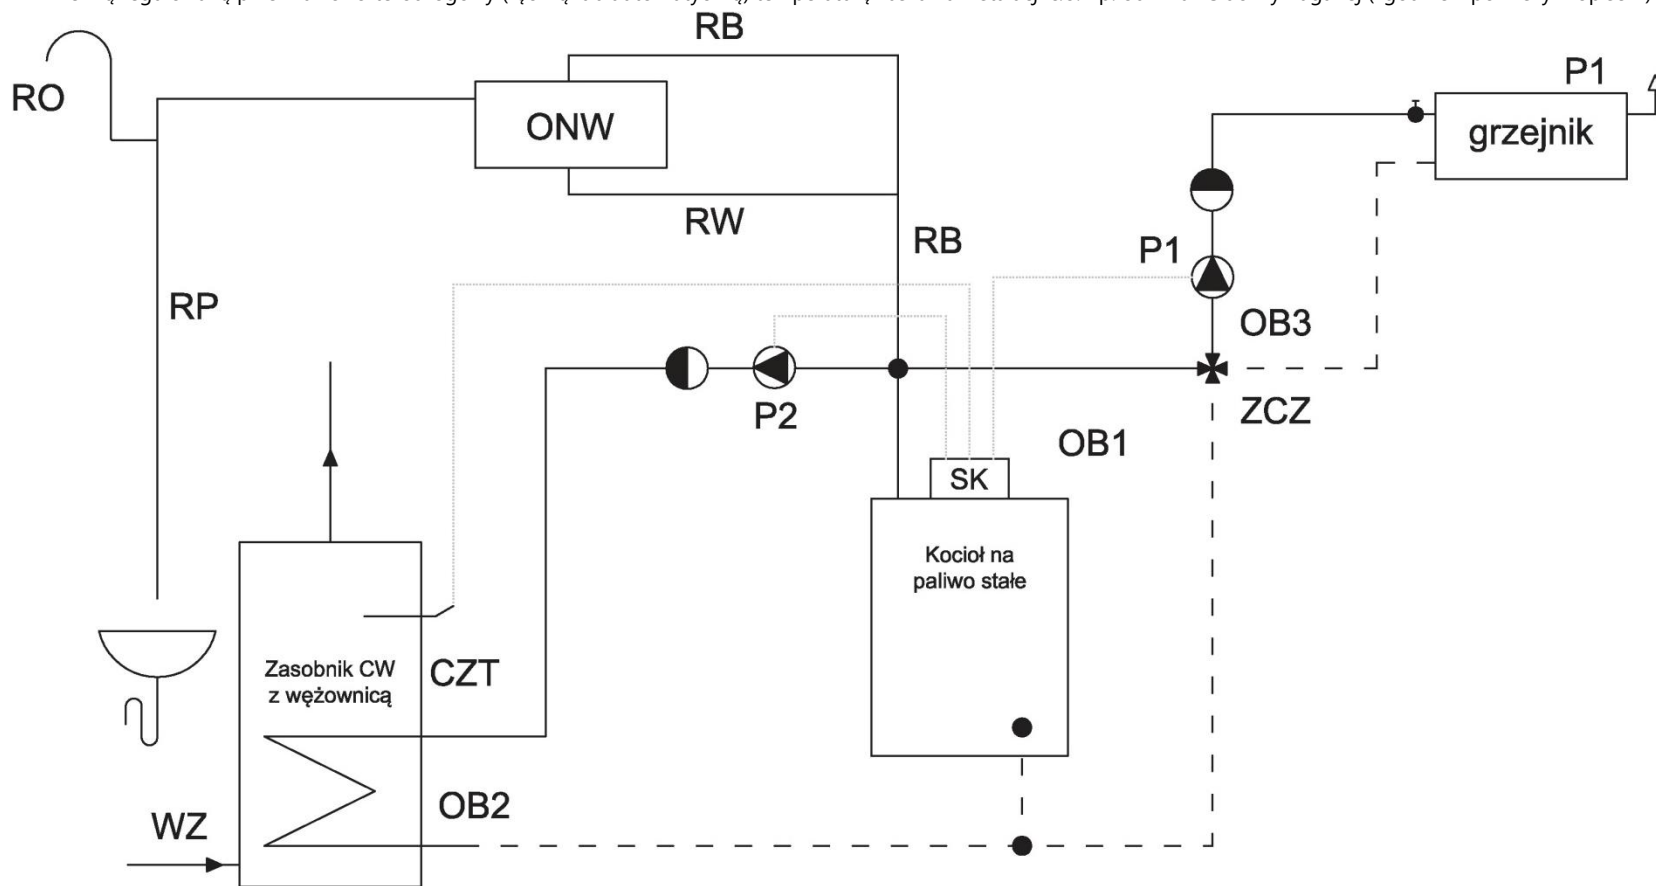 RB
P1
RO
ONW
grzejnik
RW
RB
P1
RP
OB3
P2
ZCZ
OB1
SK
Kocioł na
paliwo stałe
Zasobnik CW
z wężownicą
CZT
OB2
WZ